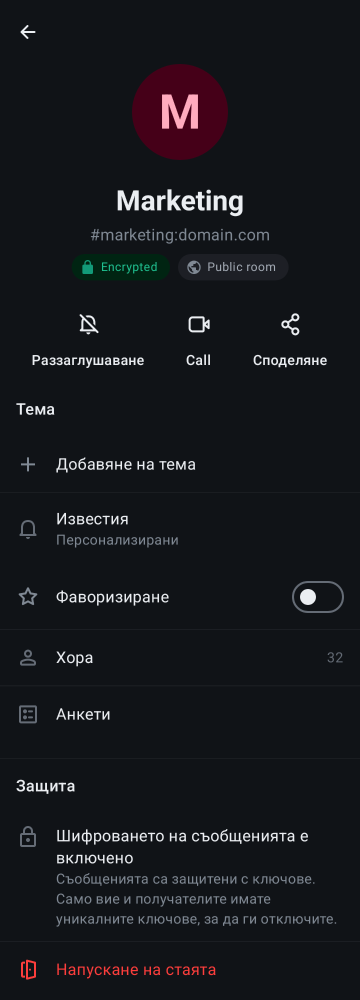 M
Marketing
#marketing:domain.com
Encrypted
Public room
Раззаглушаване
Call
Споделяне
Тема
Добавяне на тема
Известия
Персонализирани
Фаворизиране
Хора
32
Анкети
Защита
Шифроването на съобщенията е
включено
Съобщенията са защитени с ключове.
Само вие и получателите имате
уникалните ключове, за да ги отключите.
Напускане на стаята